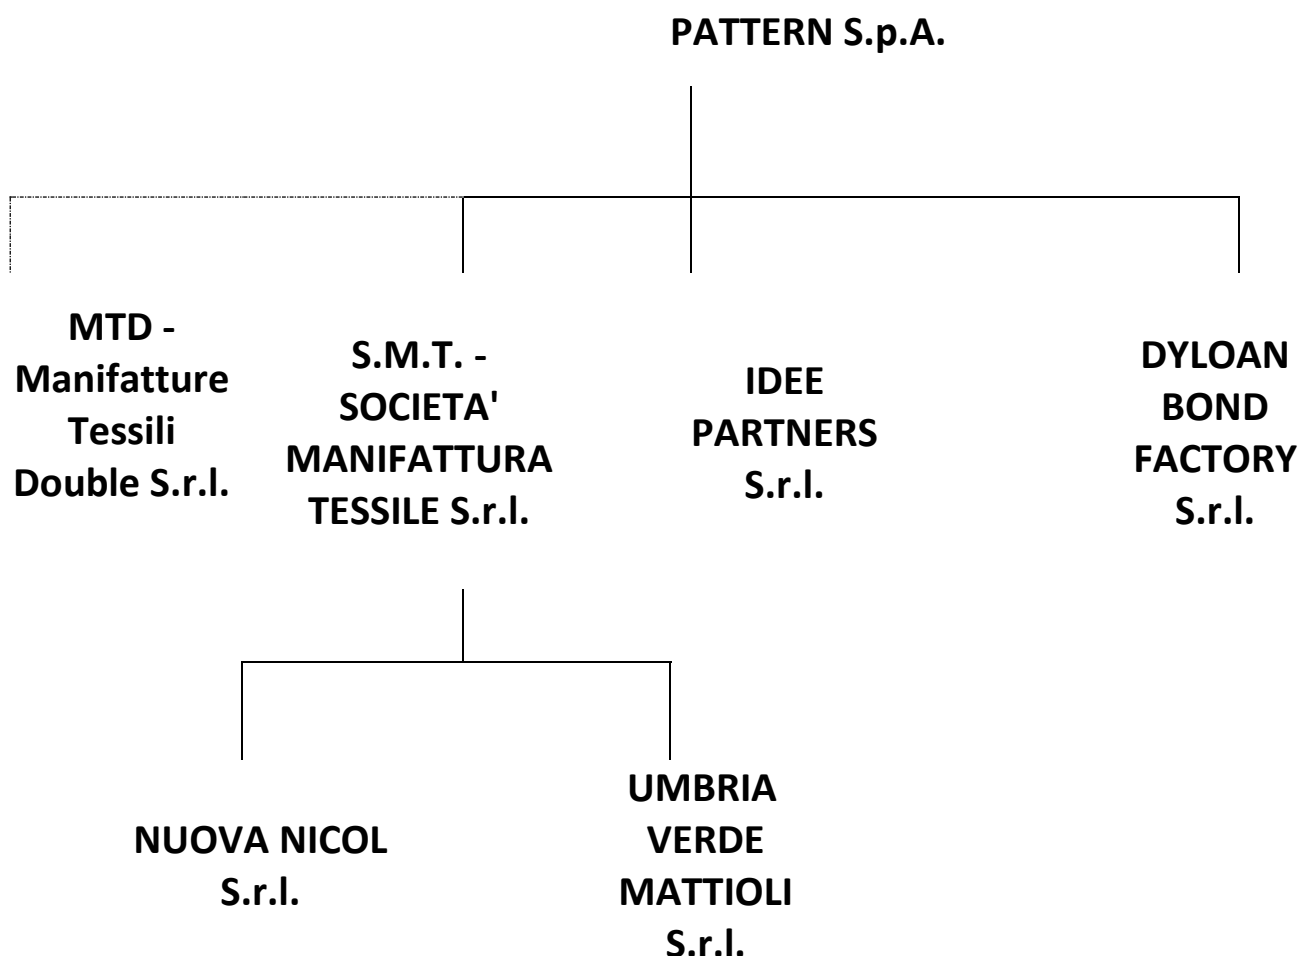 PATTERN S.p.A.
MTD -
Manifatture
Tessili
Double S.r.l.
S.M.T. -
SOCIETA'
MANIFATTURA
TESSILE S.r.l.
IDEE
PARTNERS
S.r.l.
DYLOAN
BOND
FACTORY
S.r.l.
NUOVA NICOL
S.r.l.
UMBRIA
VERDE
MATTIOLI
S.r.l.